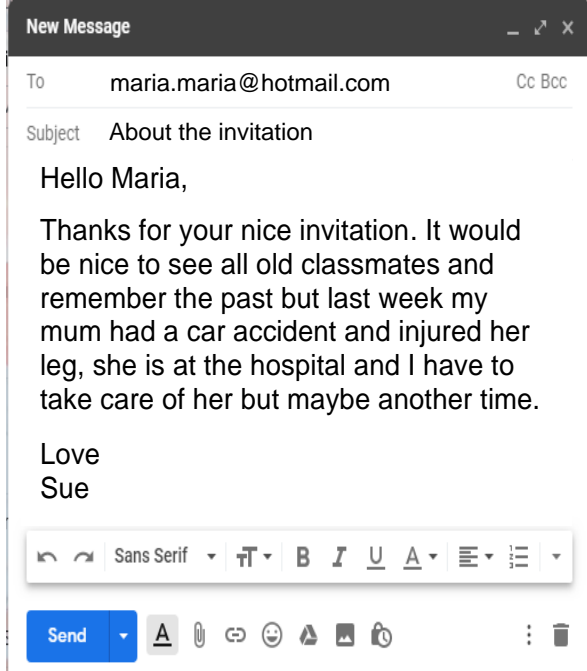 New Message
To maria.maria@hotmail.com Cc Bcc
Subject About the invitation
Hello Maria,
Thanks for your nice invitation. It would
be nice to see all old classmates and
remember the past but last week my
mum had a car accident and injured her
leg, she is at the hospital and I have to
take care of her but maybe another time.
Love
Sue
Sans Serif
Send